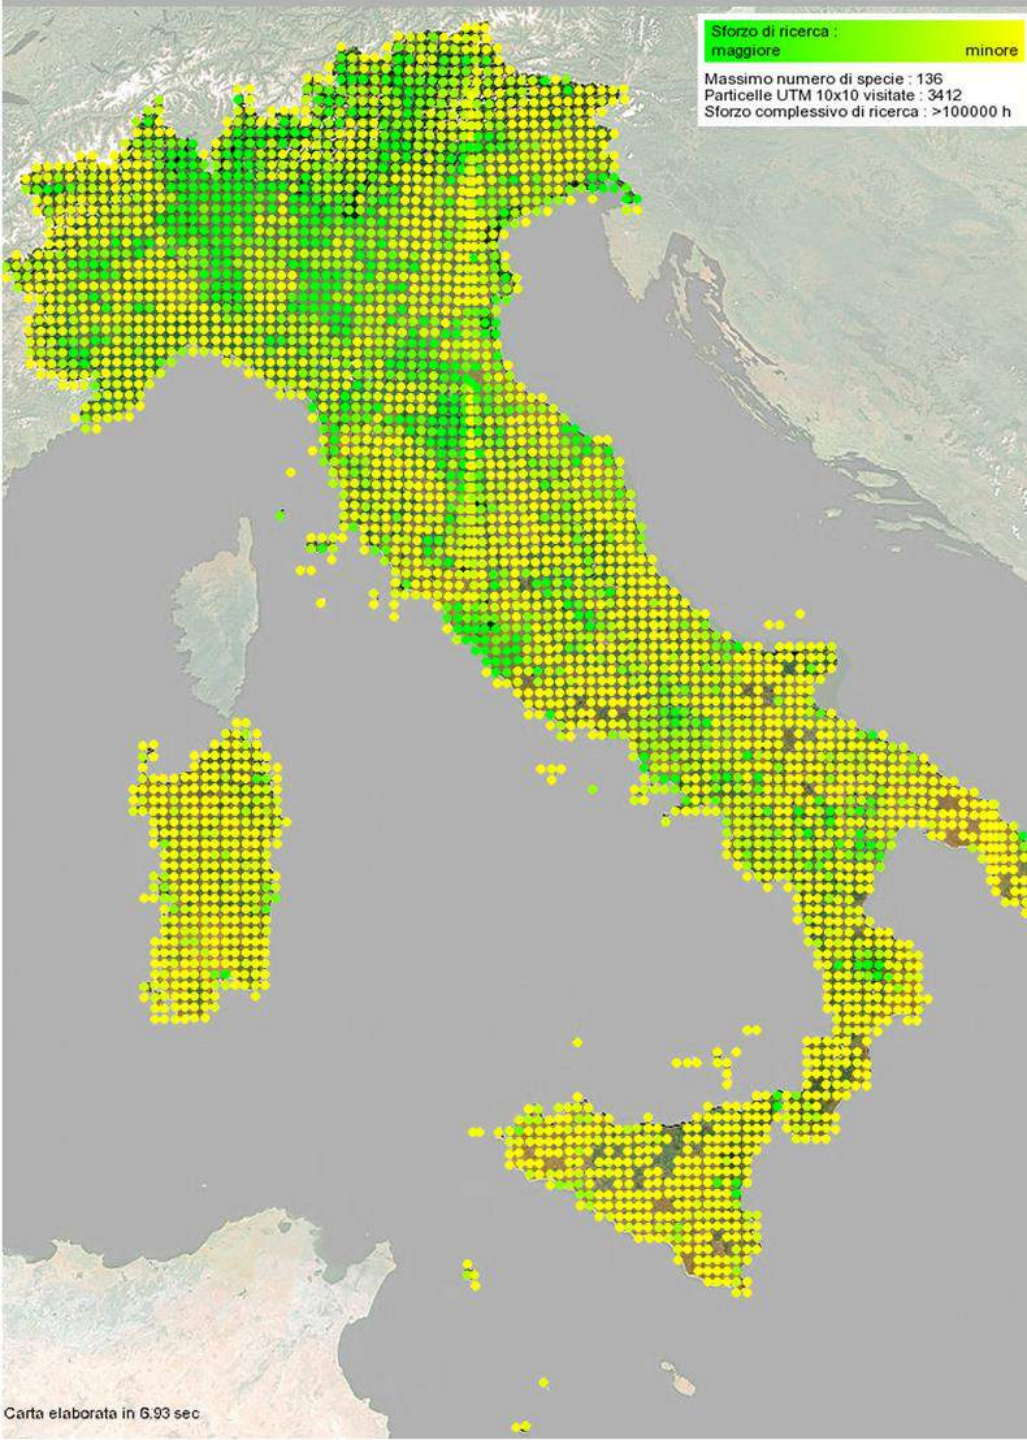 Sforzo di ricerca :
maggiore minore
Massimo numero di specie : 136
Particelle UTM 10x10 visitate : 3412
Sforzo complessivo di ricerca : >100000 h
Carta elaborata in 6.93 sec